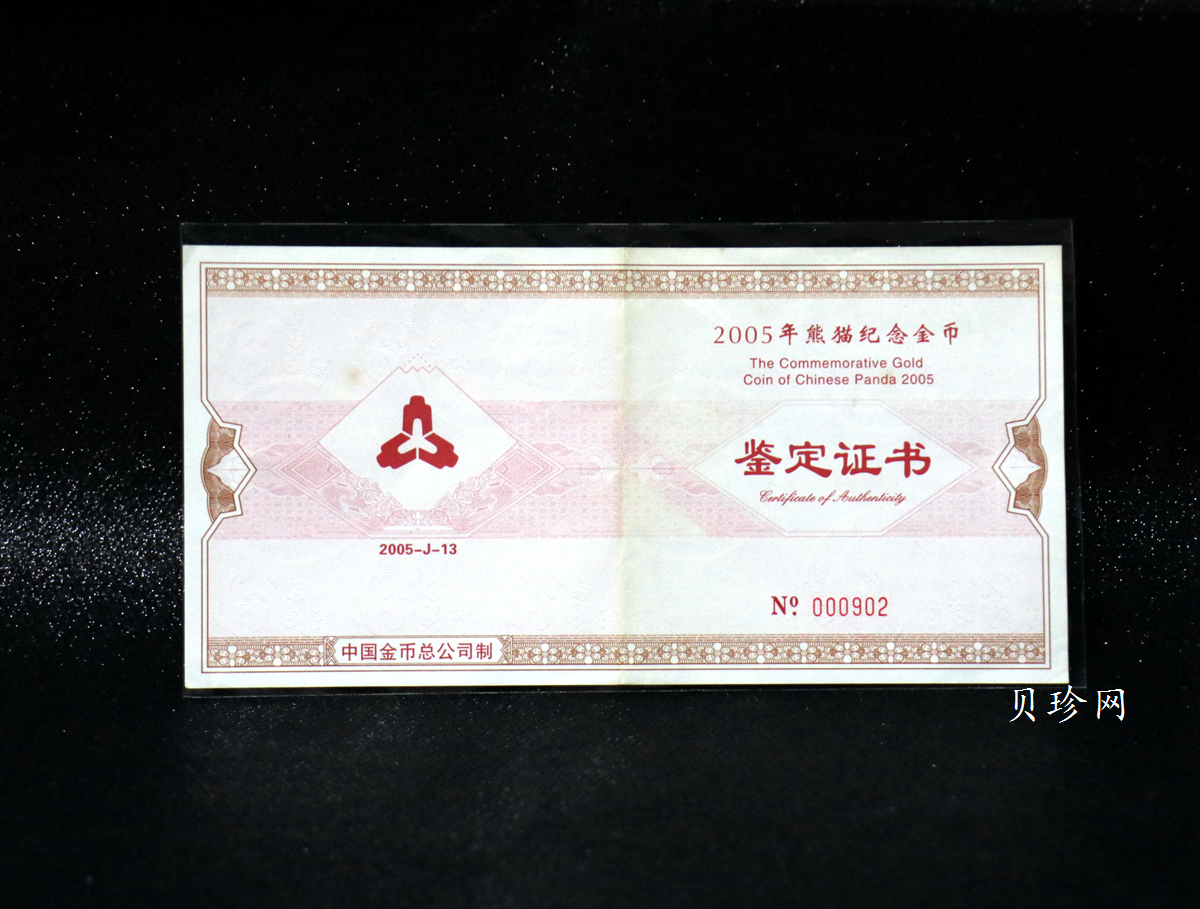 2005年熊猫纪念金币
The Commemorative Gold
Coin of Chinese Panda 2005
鉴定证书
Certificate of Authenticity
2005-J-13
Nº 000902
中国金币总公司制
贝珍网